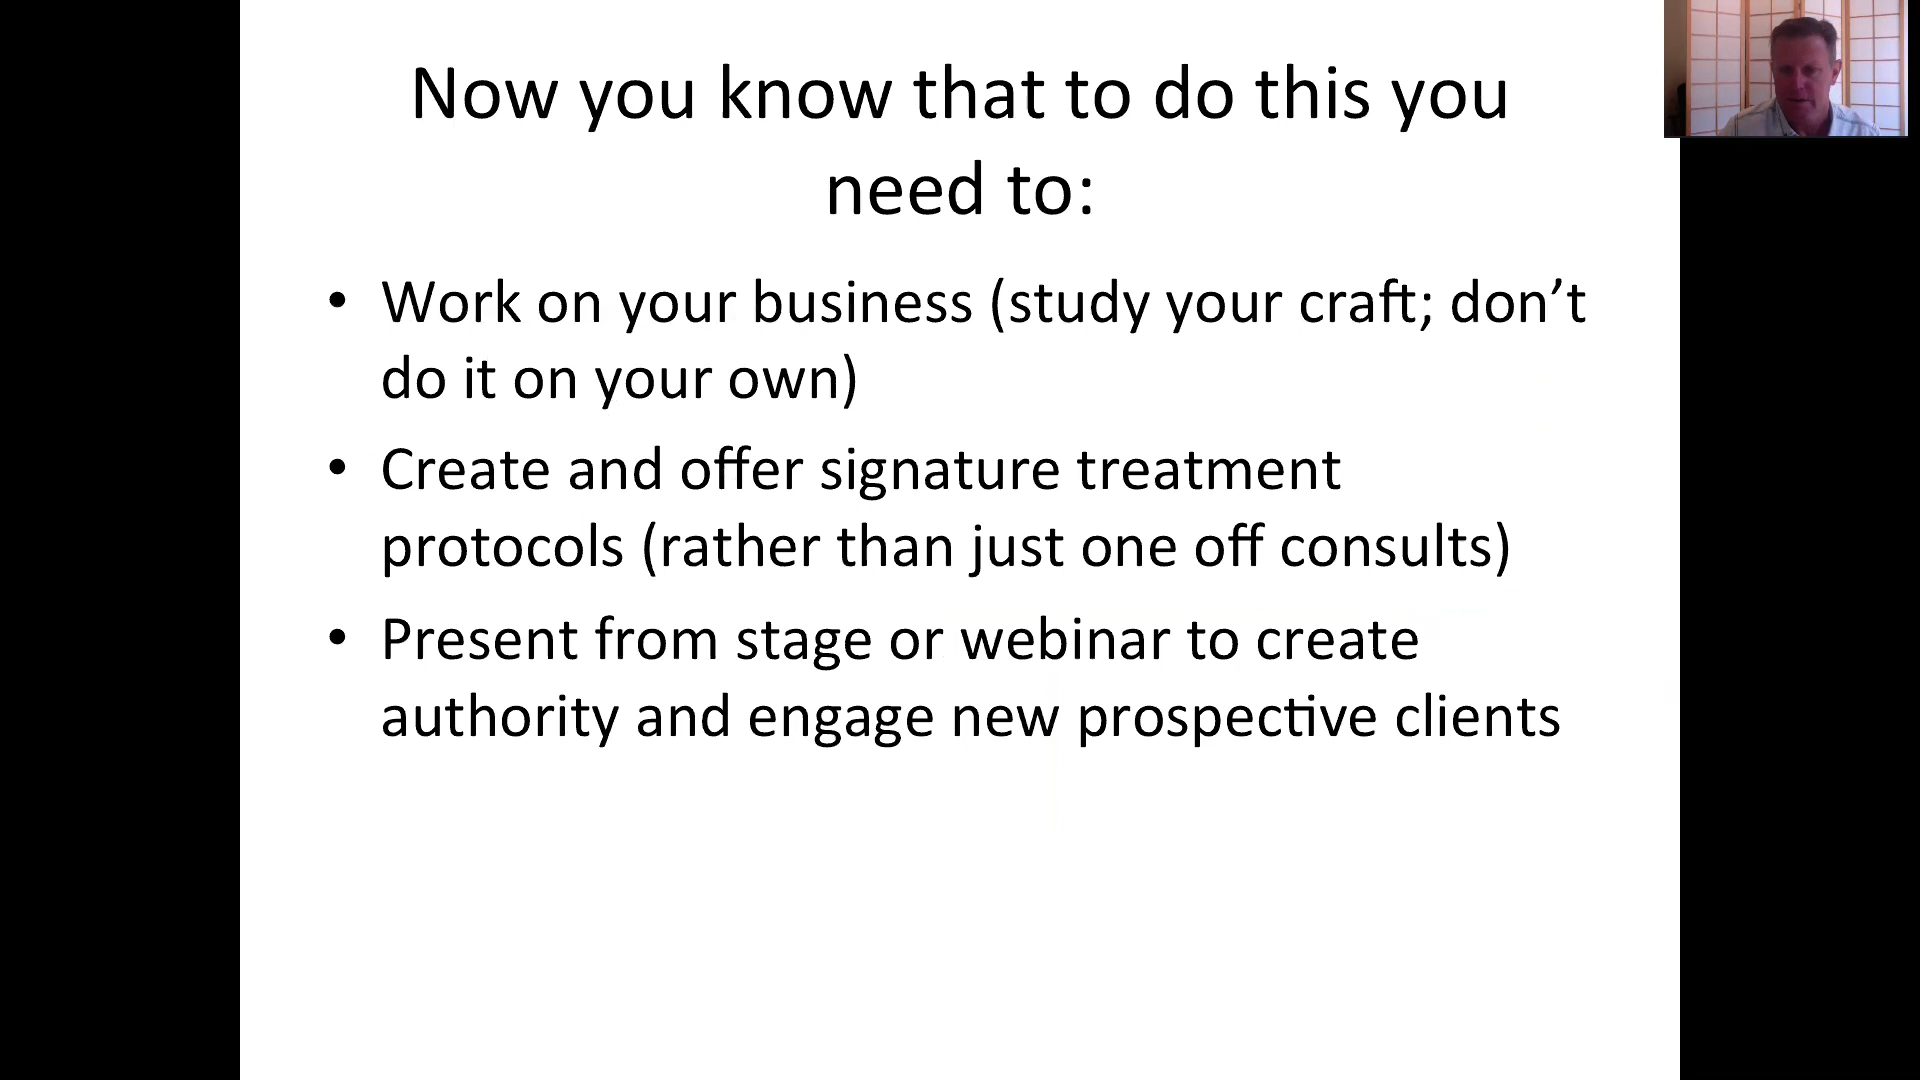 Now you know that to do this you
need to:
• Work on your business (study your craft; don’t
do it on your own)
• Create and offer signature treatment
protocols (rather than just one off consults)
• Present from stage or webinar to create
authority and engage new prospective clients